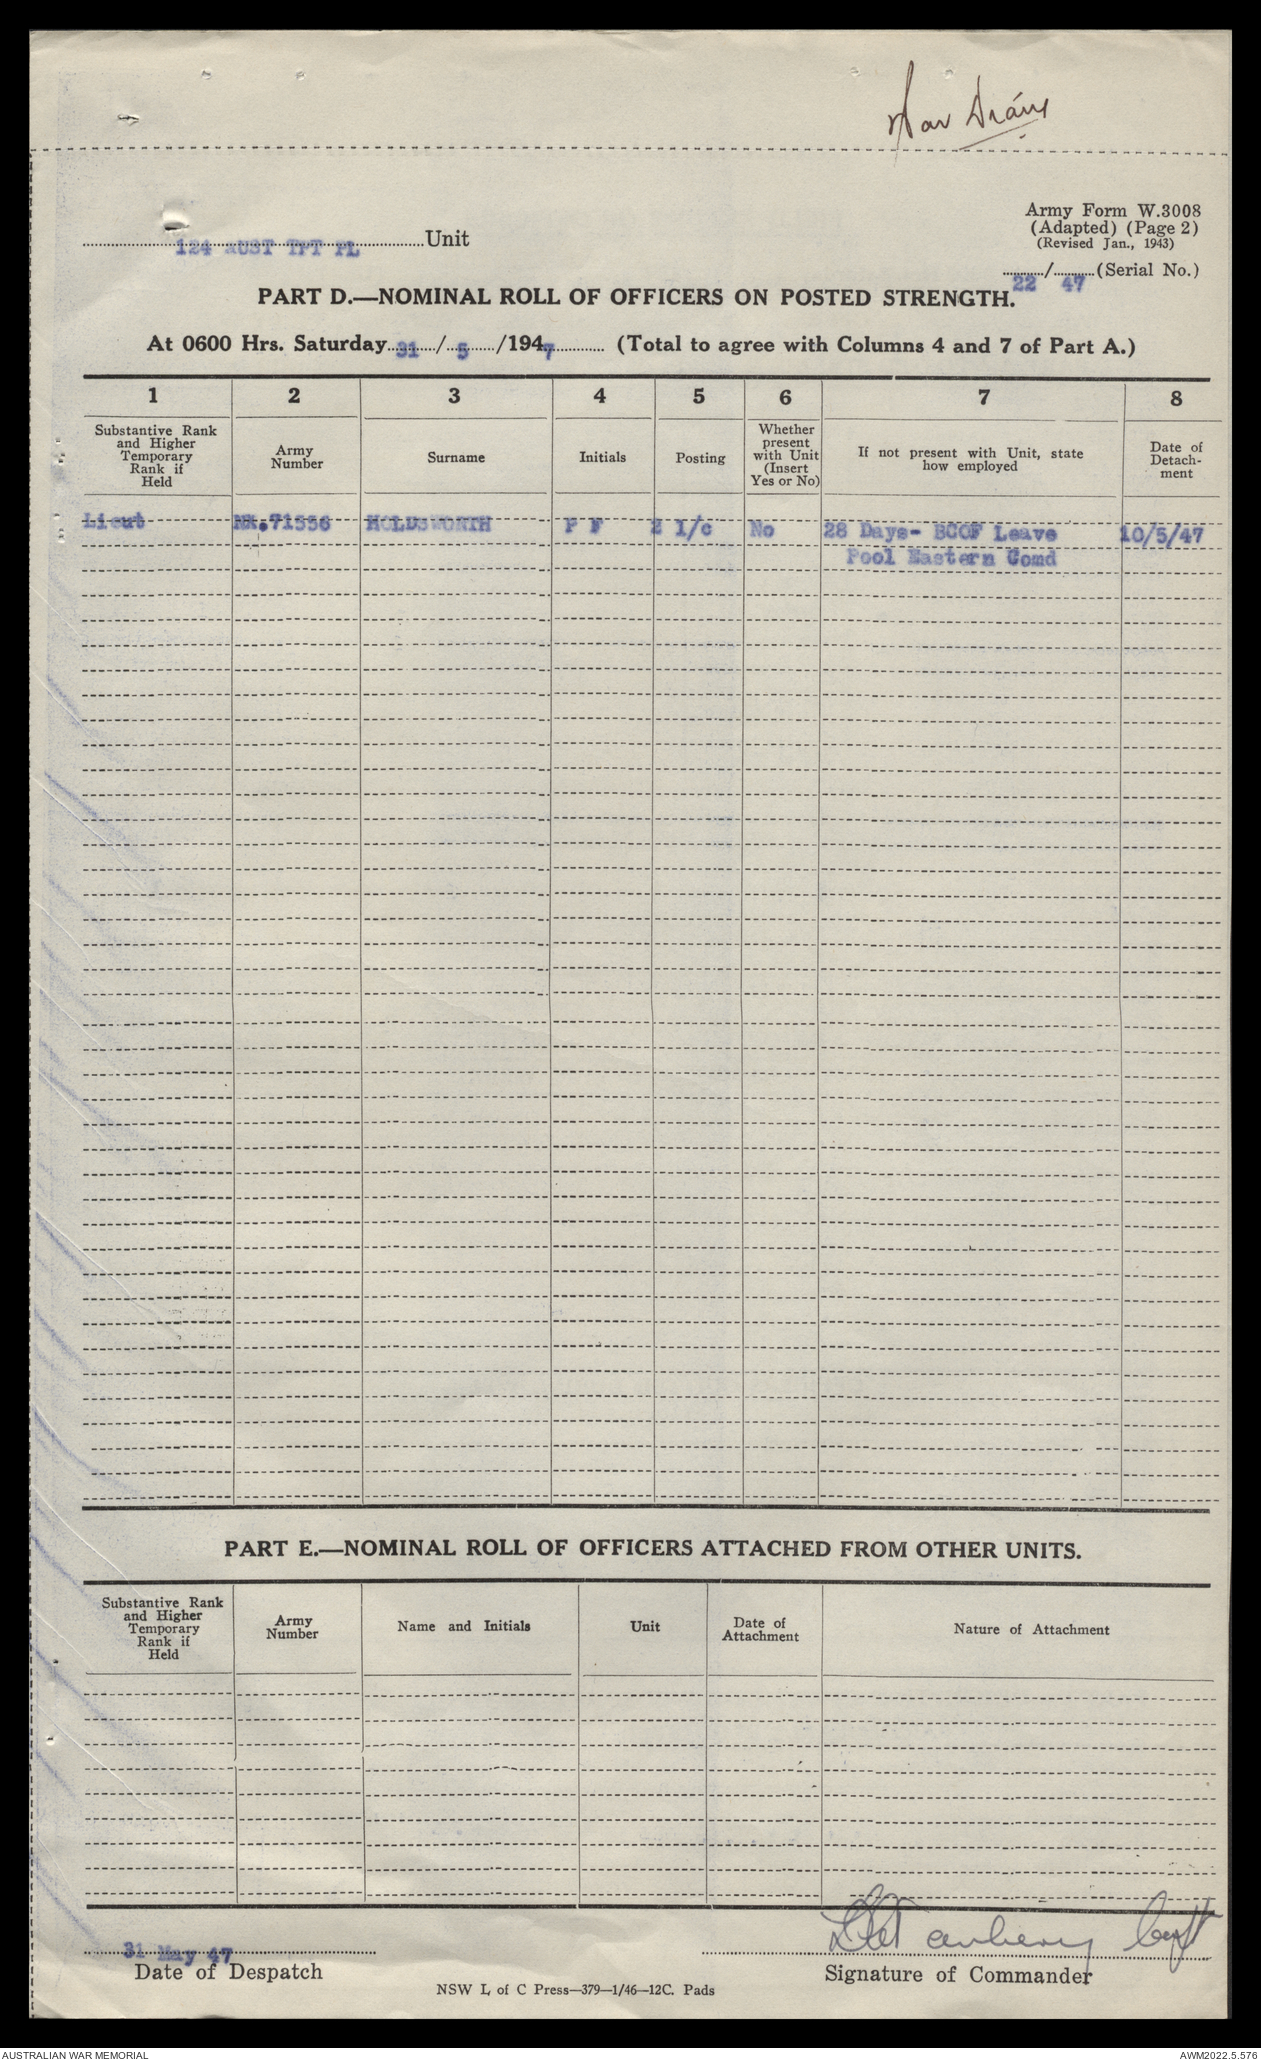 War Diary
Army Form W.3008
(Adapted) (Page 2)
(Revised Jan., 1943)
124 AUST TPT PL Unit
22/47 (Serial No.)
PART D.—NOMINAL ROLL OF OFFICERS ON POSTED STRENGTH.
At 0600 Hrs. Saturday 31/5/1947 (Total to agree with Columns 4 and 7 of Part A.)
1 2 3 4 5 6 7 8
Substantive Rank and Higher Temporary Rank if Held
Army Number
Surname
Initials
Posting
Whether present with Unit (Insert Yes or No)
If not present with Unit, state how employed
Date of Detach-ment
Lieut NX.71556 HOLDSWORTH P F 2 i/c No 28 Days- BCOF Leave 10/5/47
Pool Eastern Comd
PART E.—NOMINAL ROLL OF OFFICERS ATTACHED FROM OTHER UNITS.
Substantive Rank and Higher Temporary Rank if Held
Army Number
Name and Initials
Unit
Date of Attachment
Nature of Attachment
31 May 47
Capt
Date of Despatch
Signature of Commander
NSW L of C Press—379—1/46—12C. Pads
AUSTRALIAN WAR MEMORIAL
AWM2022.5.576